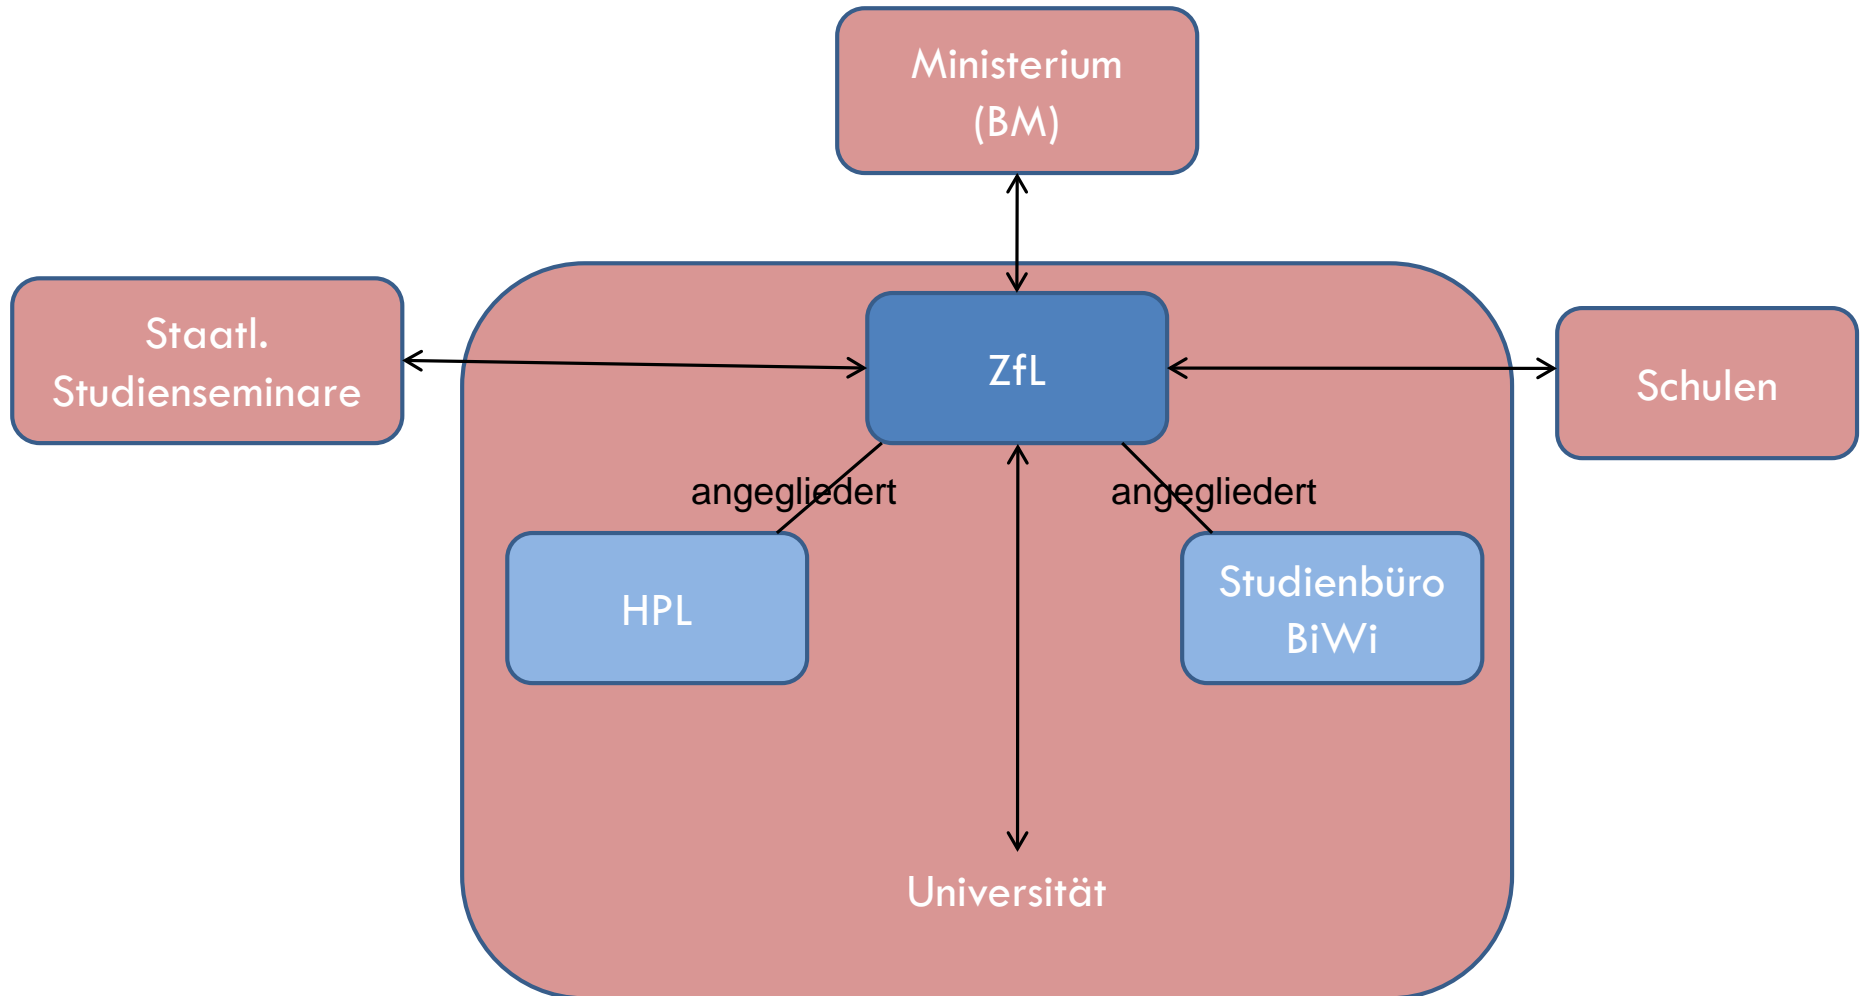 Ministerium
(BM)
Staatl.
Studienseminare
ZfL
Schulen
angegliedert
angegliedert
HPL
Studienbüro
BiWi
Universität